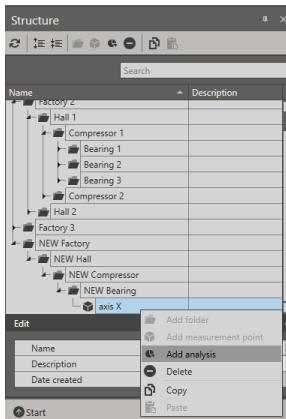 Structure
Search
Name Description
Factory 2
Hall 1
Compressor 1
Bearing 1
Bearing 2
Bearing 3
Compressor 2
Hall 2
Factory 3
NEW Factory
NEW Hall
NEW Compressor
NEW Bearing
axis X
Edit
Add folder
Add measurement point
Add analysis
Delete
Copy
Paste
Name
Description
Date created
Start